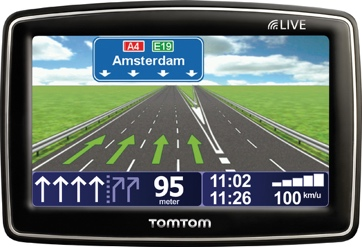 LIVE
A4 E19
Amsterdam
95
meter
11:02
11:26
100 km/u
TOMTOM